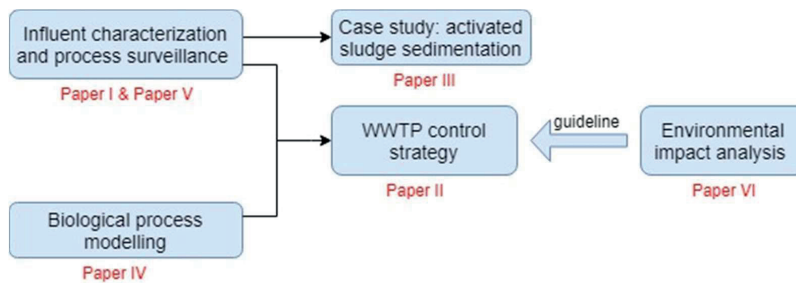 Influent characterization
and process surveillance
Paper I & Paper V
Case study: activated
sludge sedimentation
Paper III
WWTP control
strategy
Paper II
guideline
Environmental
impact analysis
Paper VI
Biological process
modelling
Paper IV